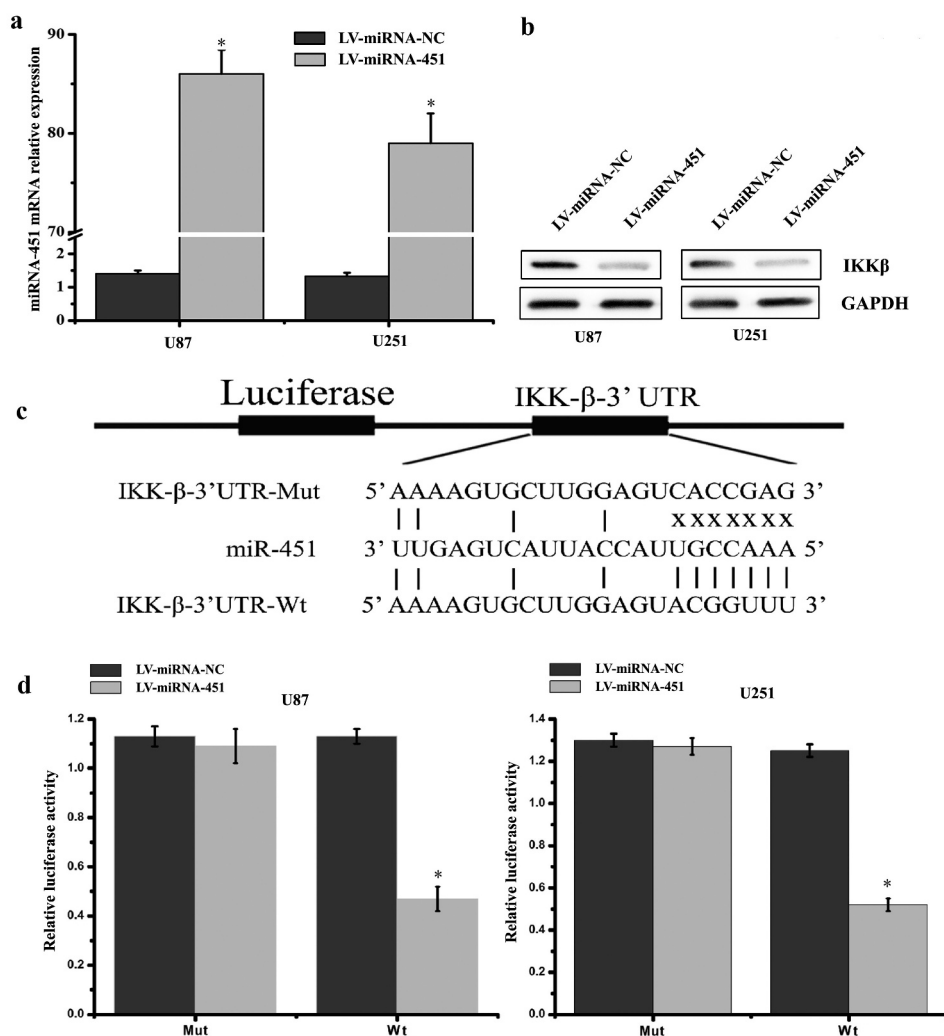 a
LV-miRNA-NC
LV-miRNA-451
miRNA-451 mRNA relative expression
90
80
70
2
1
0
*
*
U87
U251
b
LV-miRNA-NC
LV-miRNA-451
LV-miRNA-NC
LV-miRNA-451
IKKβ
GAPDH
U87
U251
c
Luciferase
IKK-β-3’ UTR
IKK-β-3’UTR-Mut 5’ AAAAGUGCUUGGAGUCACCGAG 3’
xxxxxxx
miR-451 3’ UUGAGUCAUUACCAUUGCCAAA 5’
IKK-β-3’UTR-Wt 5’ AAAAGUGCUUGGAGUACGGUUU 3’
d
LV-miRNA-NC
LV-miRNA-451
U87
Relative luciferase activity
1.2
1.0
0.8
0.6
0.4
0.2
0.0
*
Mut
Wt
LV-miRNA-NC
LV-miRNA-451
U251
Relative luciferase activity
1.4
1.2
1.0
0.8
0.6
0.4
0.2
0.0
*
Mut
Wt